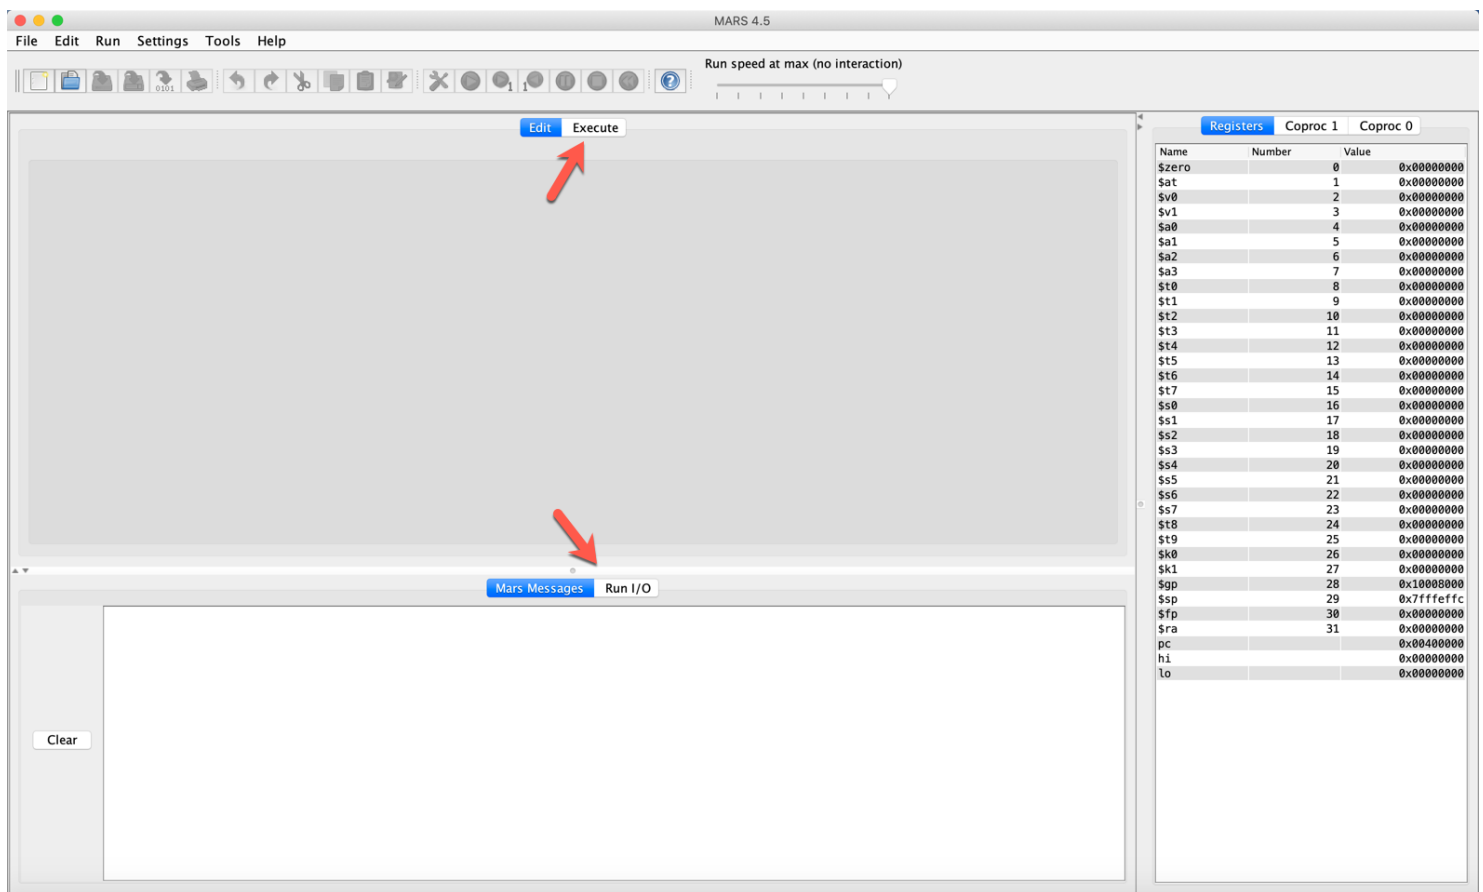 MARS 4.5
File Edit Run Settings Tools Help
Run speed at max (no interaction)
0101
1
1
Edit Execute
Mars Messages Run I/O
Clear
Registers Coproc 1 Coproc 0
Name Number Value
$zero 0 0x00000000
$at 1 0x00000000
$v0 2 0x00000000
$v1 3 0x00000000
$a0 4 0x00000000
$a1 5 0x00000000
$a2 6 0x00000000
$a3 7 0x00000000
$t0 8 0x00000000
$t1 9 0x00000000
$t2 10 0x00000000
$t3 11 0x00000000
$t4 12 0x00000000
$t5 13 0x00000000
$t6 14 0x00000000
$t7 15 0x00000000
$s0 16 0x00000000
$s1 17 0x00000000
$s2 18 0x00000000
$s3 19 0x00000000
$s4 20 0x00000000
$s5 21 0x00000000
$s6 22 0x00000000
$s7 23 0x00000000
$t8 24 0x00000000
$t9 25 0x00000000
$k0 26 0x00000000
$k1 27 0x00000000
$gp 28 0x10008000
$sp 29 0x7fffeffc
$fp 30 0x00000000
$ra 31 0x00000000
pc 0x00400000
hi 0x00000000
lo 0x00000000